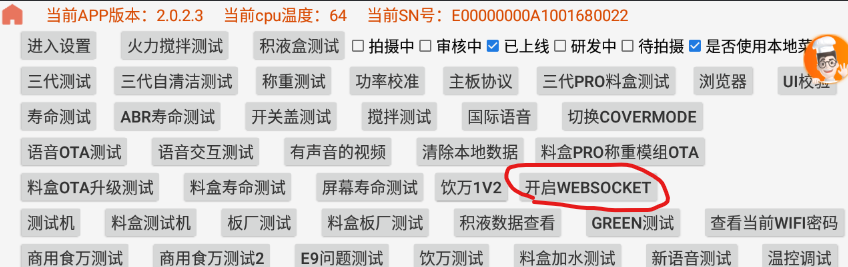 当前APP版本：2.0.2.3 当前cpu温度：64 当前SN号：E00000000A1001680022
进入设置 火力搅拌测试 积液盒测试 拍摄中 审核中 已上线 研发中 待拍摄 是否使用本地菜
三代测试 三代自清洁测试 称重测试 功率校准 主板协议 三代PRO料盒测试 浏览器 UI校验
寿命测试 ABR寿命测试 开关盖测试 搅拌测试 国际语音 切换COVERMODE
语音OTA测试 语音交互测试 有声音的视频 清除本地数据 料盒PRO称重模组OTA
料盒OTA升级测试 料盒寿命测试 屏幕寿命测试 饮万1V2 开启WEBSOCKET
测试机 料盒测试机 板厂测试 料盒板厂测试 积液数据查看 GREEN测试 查看当前WIFI密码
商用食万测试 商用食万测试2 E9问题测试 饮万测试 料盒加水测试 新语音测试 温控调试